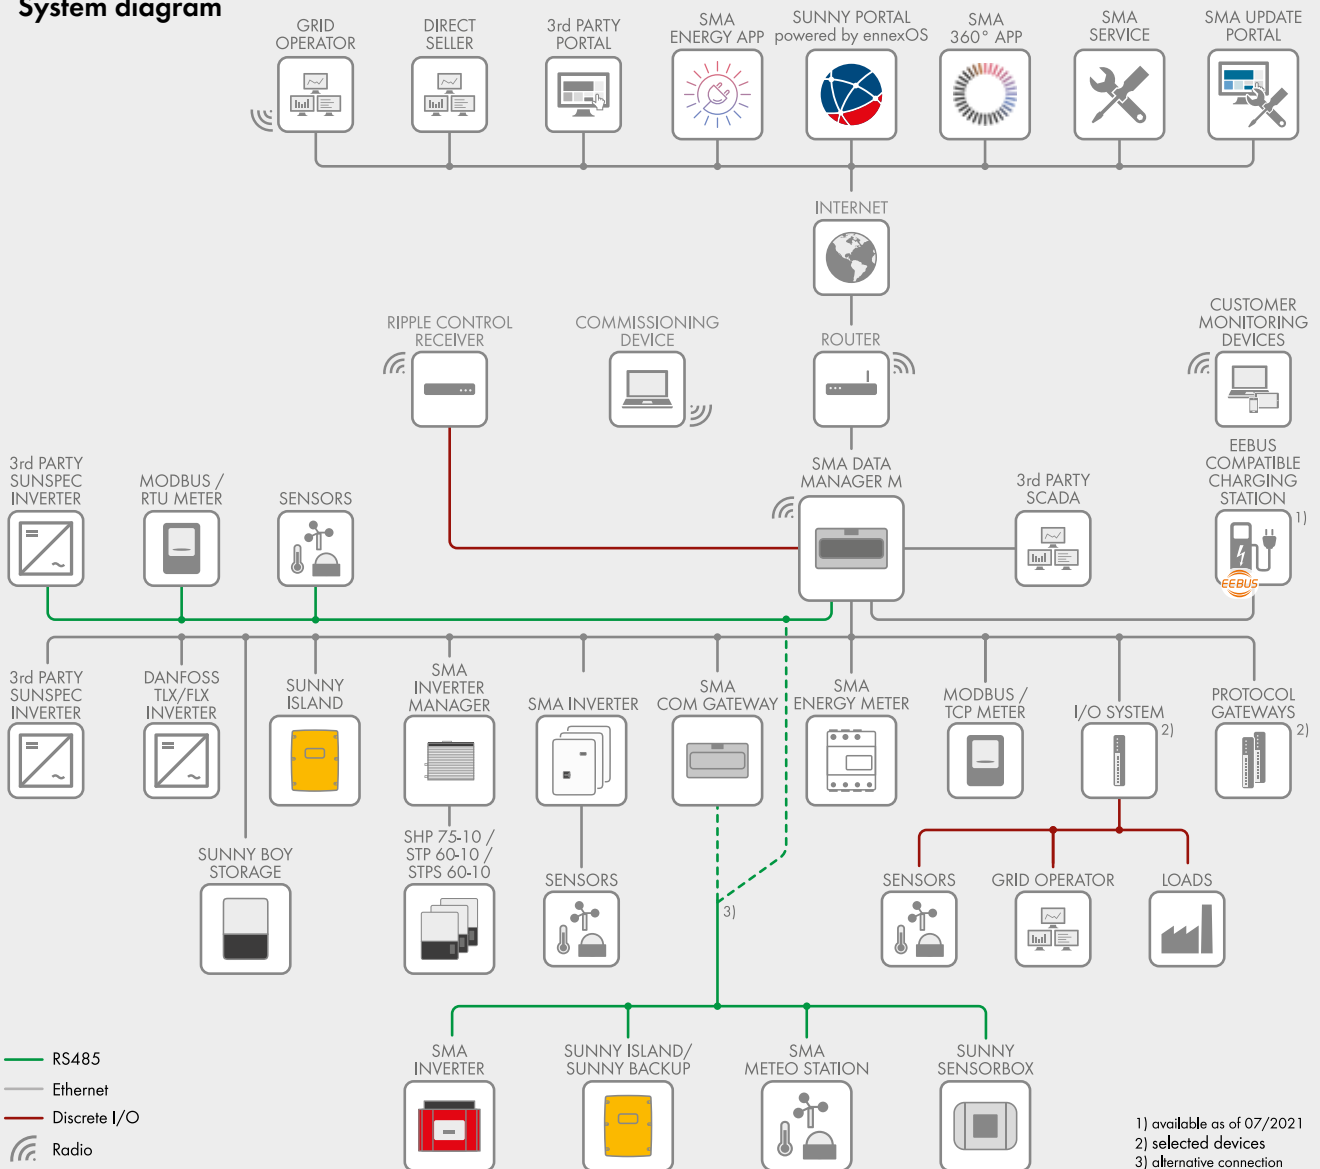 System diagram
GRID
OPERATOR
DIRECT
SELLER
3rd PARTY
PORTAL
SMA
ENERGY APP
SUNNY PORTAL
powered by ennexOS
SMA
360° APP
SMA
SERVICE
SMA UPDATE
PORTAL
INTERNET
RIPPLE CONTROL
RECEIVER
COMMISSIONING
DEVICE
ROUTER
CUSTOMER
MONITORING
DEVICES
3rd PARTY
SUNSPEC
INVERTER
MODBUS /
RTU METER
SENSORS
SMA DATA
MANAGER M
3rd PARTY
SCADA
EEBUS
COMPATIBLE
CHARGING
STATION
1)
EEBUS
3rd PARTY
SUNSPEC
INVERTER
DANFOSS
TLX/FLX
INVERTER
SUNNY
ISLAND
SMA
INVERTER
MANAGER
SMA INVERTER
SMA
COM GATEWAY
SMA
ENERGY METER
MODBUS /
TCP METER
I/O SYSTEM
2)
PROTOCOL
GATEWAYS
2)
SUNNY BOY
STORAGE
SHP 75-10 /
STP 60-10 /
STPS 60-10
SENSORS
3)
SENSORS
GRID OPERATOR
LOADS
SMA
INVERTER
SUNNY ISLAND/
SUNNY BACKUP
SMA
METEO STATION
SUNNY
SENSORBOX
RS485
Ethernet
Discrete I/O
Radio
1) available as of 07/2021
2) selected devices
3) alternative connection